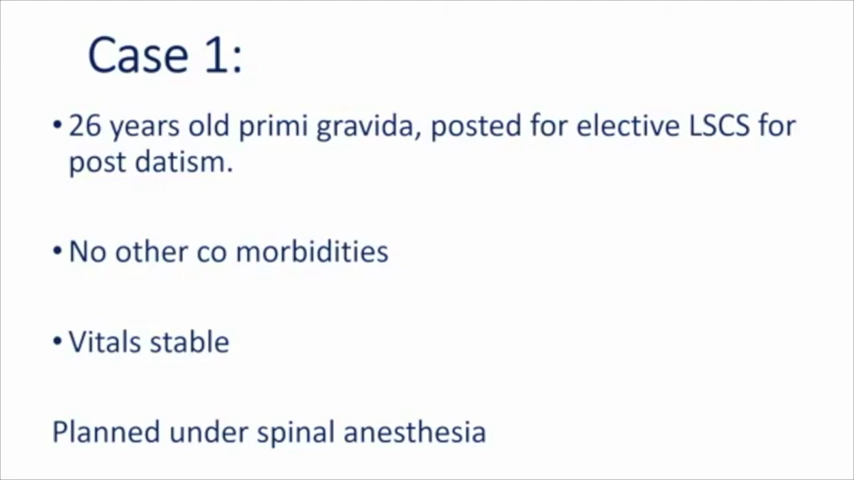 Case 1:
• 26 years old primi gravida, posted for elective LSCS for
post datism.
• No other co morbidities
• Vitals stable
Planned under spinal anesthesia